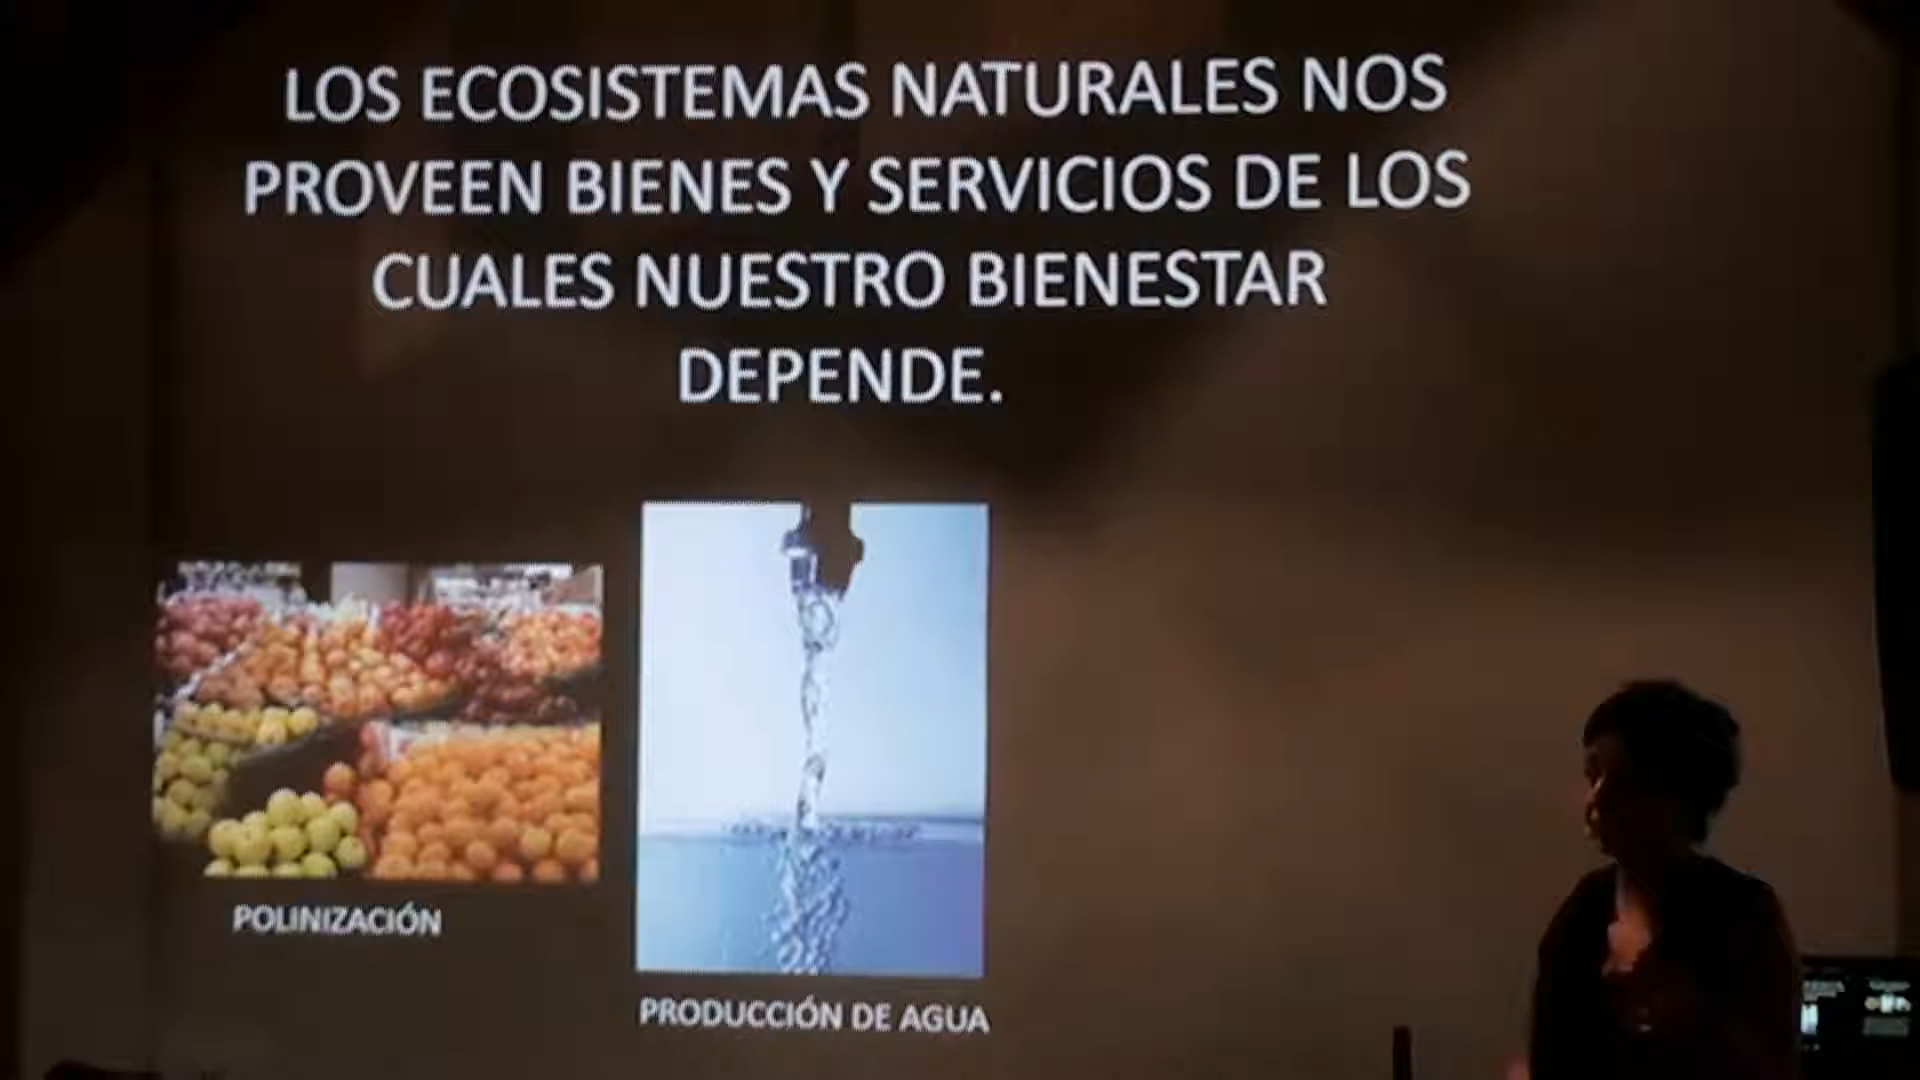 LOS ECOSISTEMAS NATURALES NOS
PROVEEN BIENES Y SERVICIOS DE LOS
CUALES NUESTRO BIENESTAR
DEPENDE.
POLINIZACIÓN
PRODUCCIÓN DE AGUA